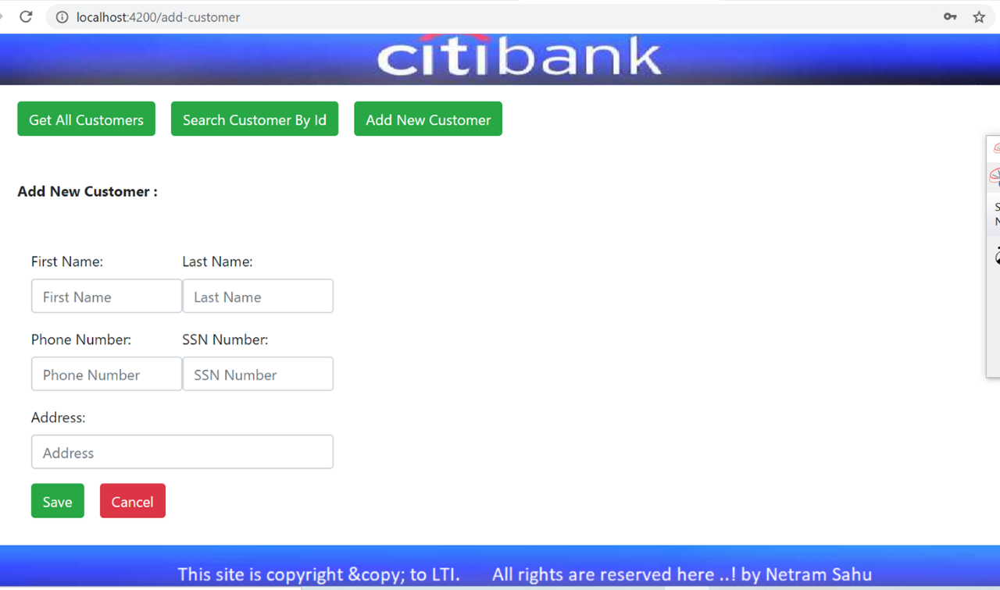 localhost:4200/add-customer
citibank
Get All Customers Search Customer By Id Add New Customer
Add New Customer :
First Name: Last Name:
First Name Last Name
Phone Number: SSN Number:
Phone Number SSN Number
Address:
Address
Save Cancel
This site is copyright &copy; to LTI. All rights are reserved here ..! by Netram Sahu